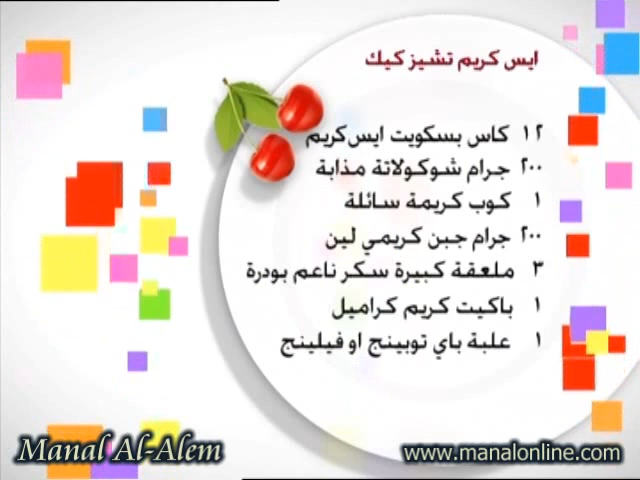 ايس كريم تشيز كيك
١٢ كاس بسكويت ايس كريم
٢٠٠ جرام شوكولاتة مذابة
١ كوب كريمة سائلة
٢٠٠ جرام جبن كريمي لين
٣ ملعقة كبيرة سكر ناعم بودرة
١ باكيت كريم كراميل
١ علبة باي توبينج او فيلينج
Manal Al-Alem
www.manalonline.com